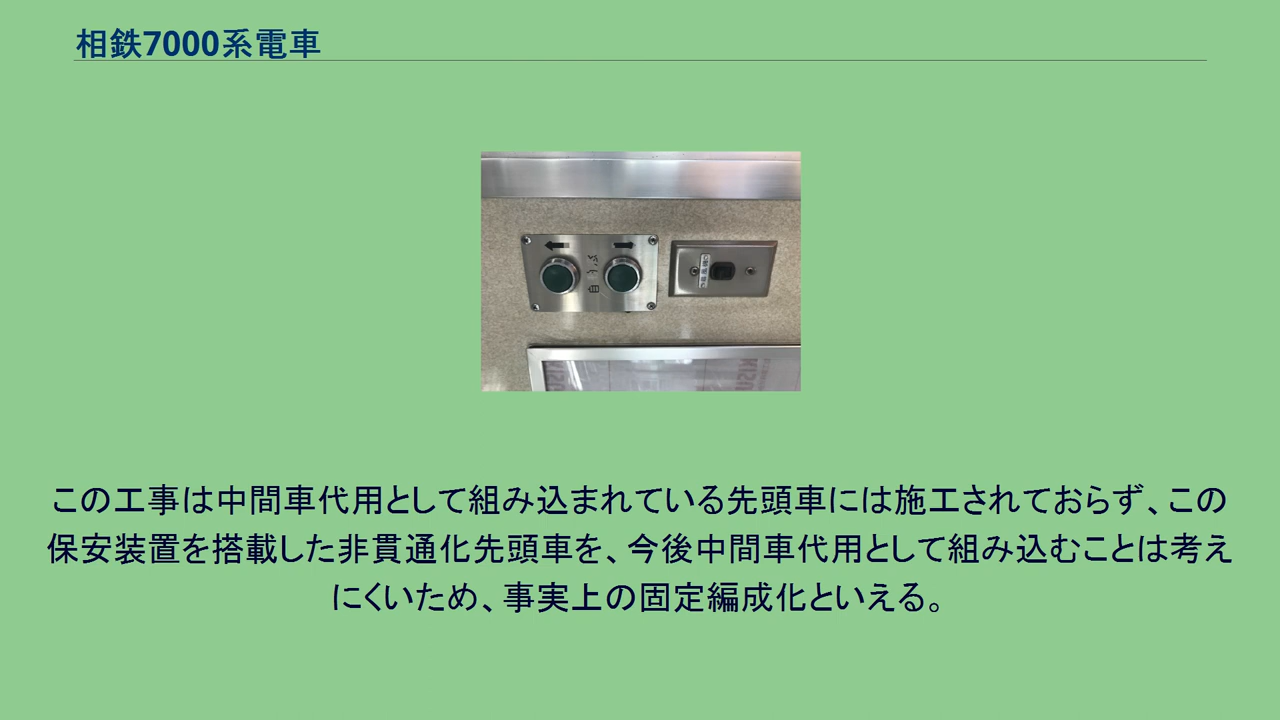 相鉄7000系電車
この工事は中間車代用として組み込まれている先頭車には施工されておらず、この
保安装置を搭載した非貫通化先頭車を、今後中間車代用として組み込むことは考え
にくいため、事実上の固定編成化といえる。